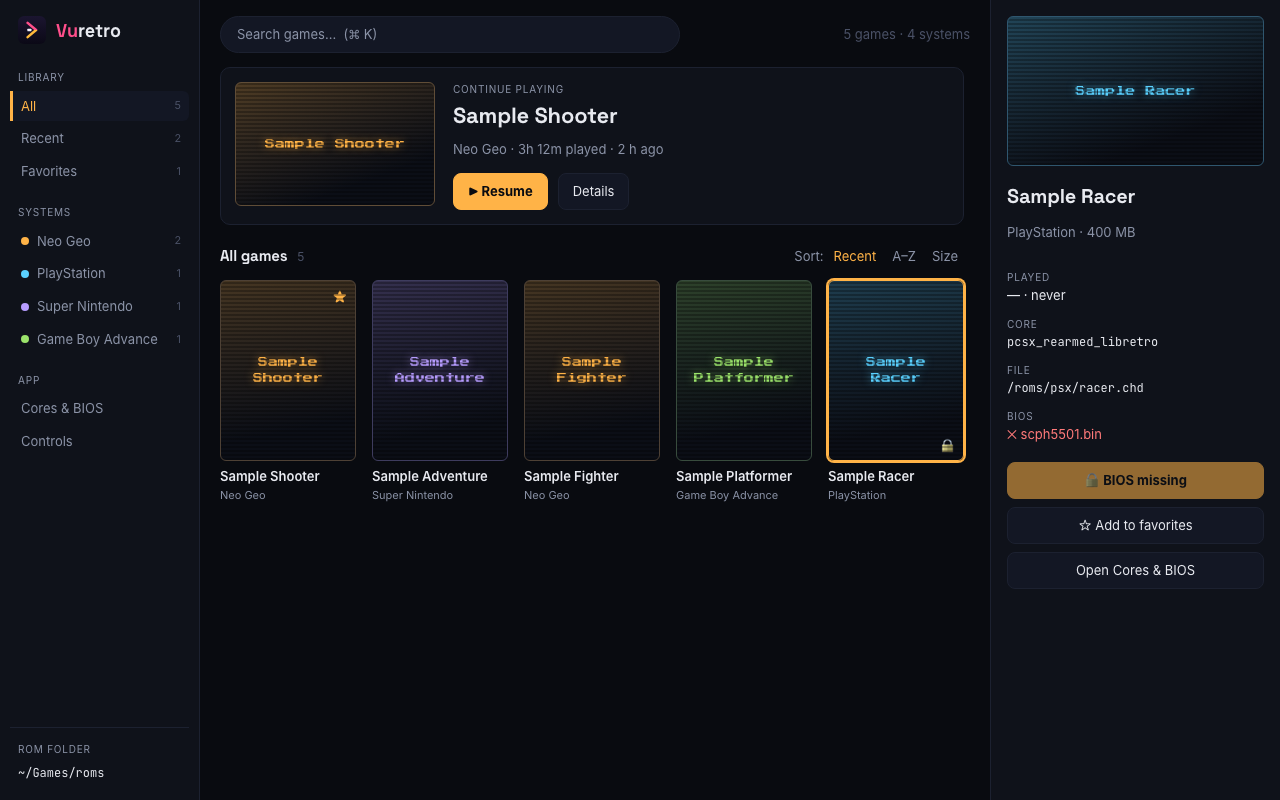 Vuretro
LIBRARY
All 5
Recent 2
Favorites 1
SYSTEMS
Neo Geo 2
PlayStation 1
Super Nintendo 1
Game Boy Advance 1
APP
Cores & BIOS
Controls
ROM FOLDER
~/Games/roms
Search games... (⌘ K)
5 games · 4 systems
Sample Shooter
CONTINUE PLAYING
Sample Shooter
Neo Geo · 3h 12m played · 2 h ago
▶ Resume
Details
All games 5
Sort: Recent A–Z Size
Sample
Shooter
Sample Shooter
Neo Geo
Sample
Adventure
Sample Adventure
Super Nintendo
Sample
Fighter
Sample Fighter
Neo Geo
Sample
Platformer
Sample Platformer
Game Boy Advance
Sample
Racer
Sample Racer
PlayStation
Sample Racer
Sample Racer
PlayStation · 400 MB
PLAYED
— · never
CORE
pcsx_rearmed_libretro
FILE
/roms/psx/racer.chd
BIOS
✕ scph5501.bin
🔒 BIOS missing
☆ Add to favorites
Open Cores & BIOS